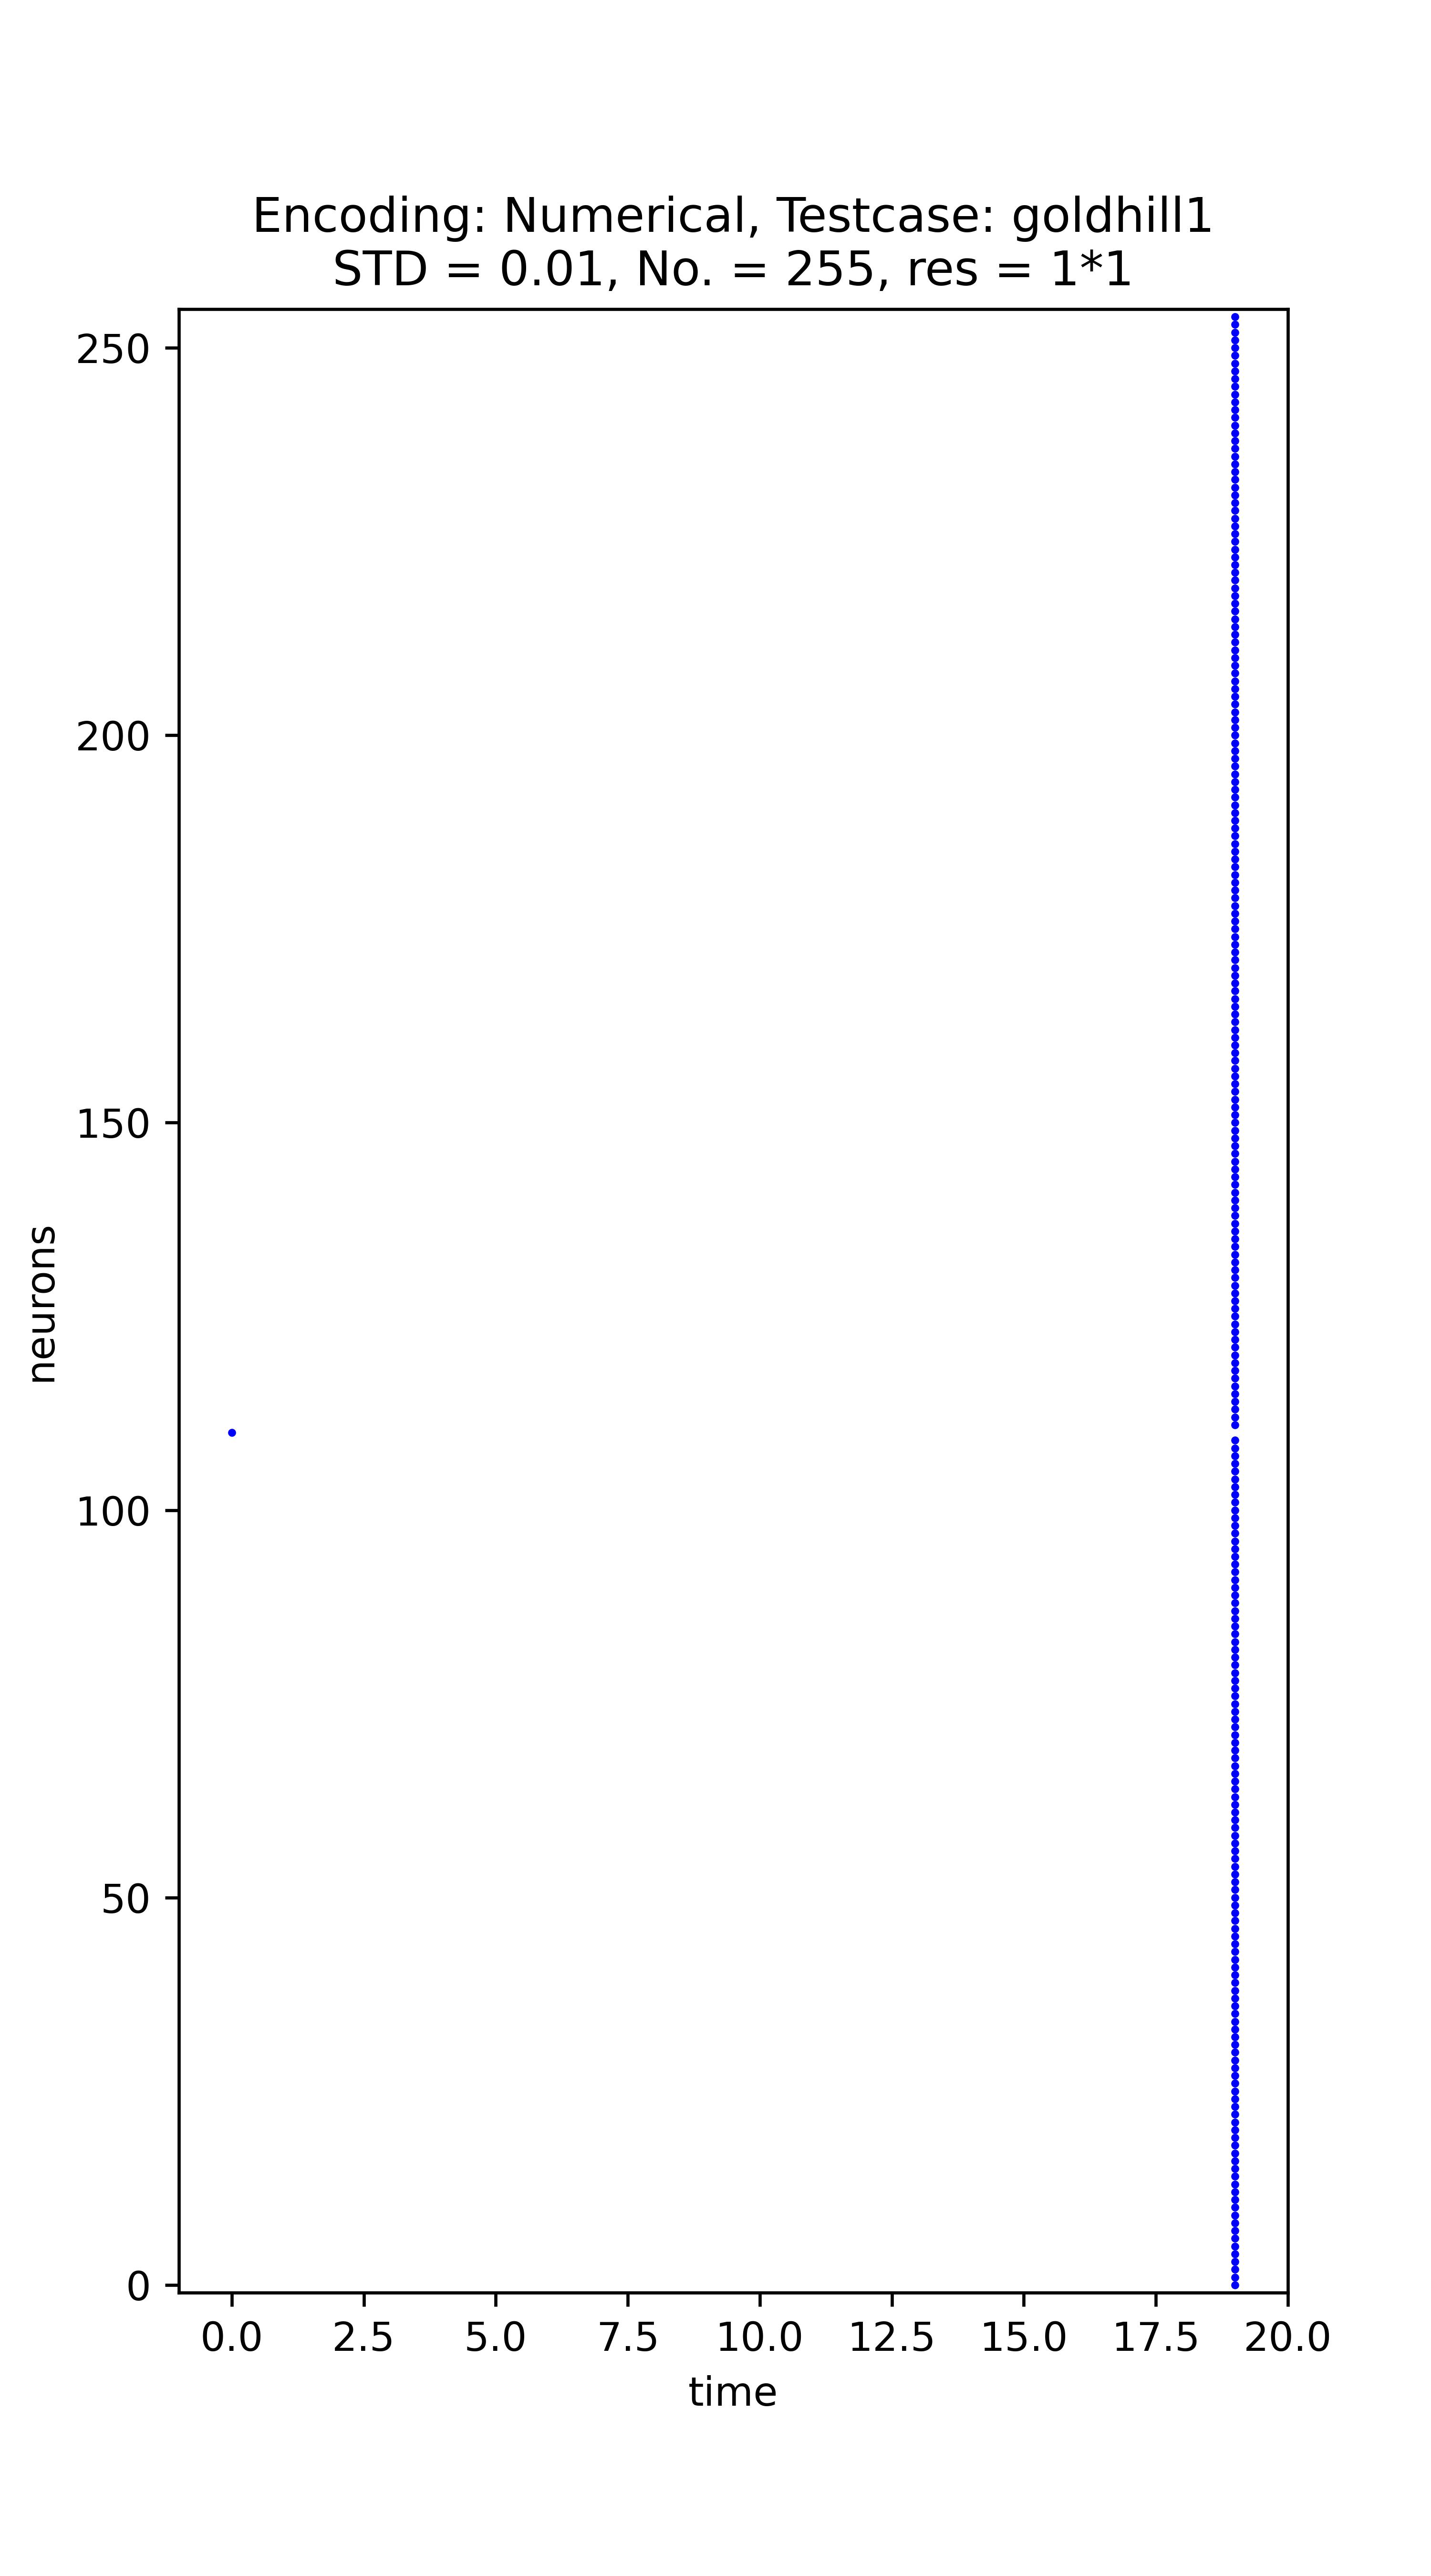 Encoding: Numerical, Testcase: goldhill1
STD = 0.01, No. = 255, res = 1*1
250
200
150
100
50
0
neurons
0.0 2.5 5.0 7.5 10.0 12.5 15.0 17.5 20.0
time